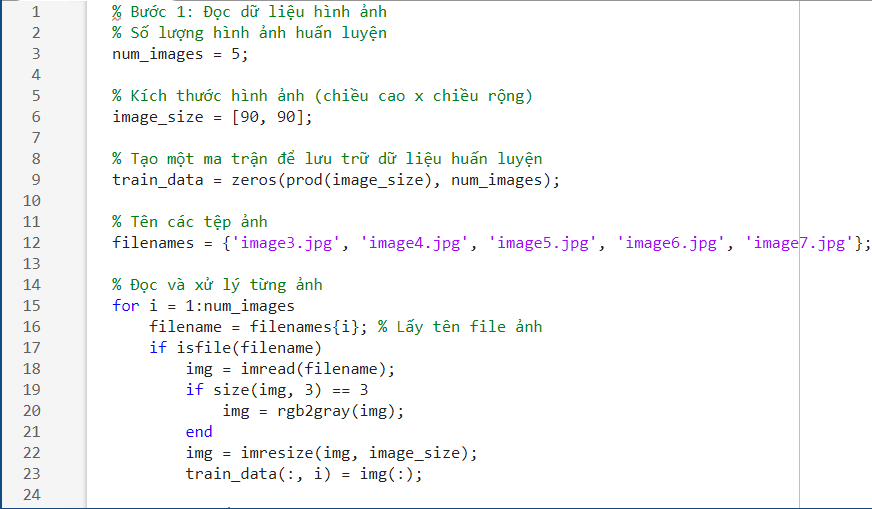 1 % Bước 1: Đọc dữ liệu hình ảnh
2 % Số lượng hình ảnh huấn luyện
3 num_images = 5;
4
5 % Kích thước hình ảnh (chiều cao x chiều rộng)
6 image_size = [90, 90];
7
8 % Tạo một ma trận để lưu trữ dữ liệu huấn luyện
9 train_data = zeros(prod(image_size), num_images);
10
11 % Tên các tệp ảnh
12 filenames = {'image3.jpg', 'image4.jpg', 'image5.jpg', 'image6.jpg', 'image7.jpg'};
13
14 % Đọc và xử lý từng ảnh
15 for i = 1:num_images
16 filename = filenames{i}; % Lấy tên file ảnh
17 if isfile(filename)
18 img = imread(filename);
19 if size(img, 3) == 3
20 img = rgb2gray(img);
21 end
22 img = imresize(img, image_size);
23 train_data(:, i) = img(:);
24